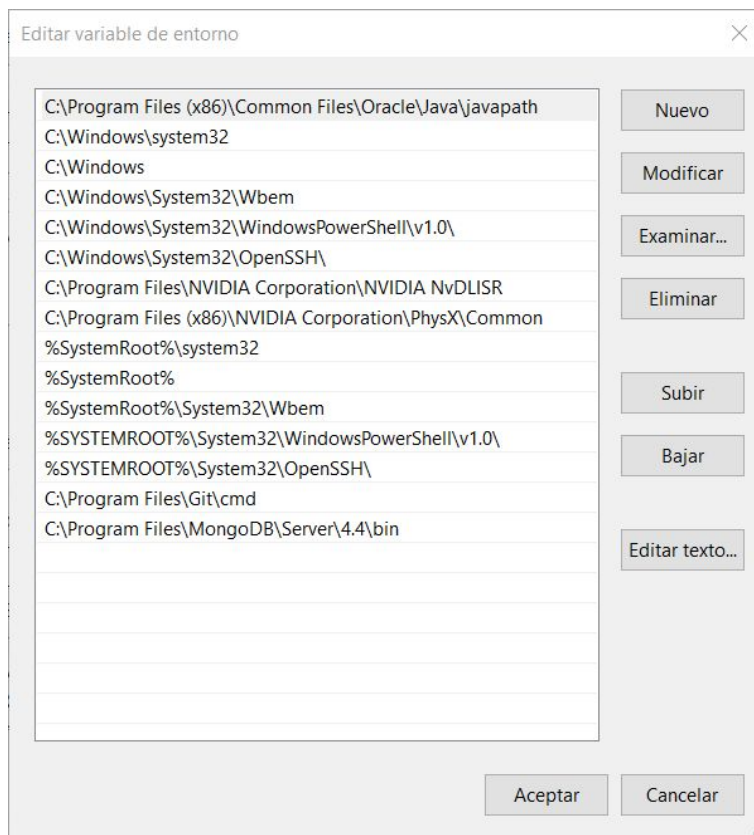 Editar variable de entorno
C:\Program Files (x86)\Common Files\Oracle\Java\javapath
C:\Windows\system32
C:\Windows
C:\Windows\System32\Wbem
C:\Windows\System32\WindowsPowerShell\v1.0\
C:\Windows\System32\OpenSSH\
C:\Program Files\NVIDIA Corporation\NVIDIA NvDLISR
C:\Program Files (x86)\NVIDIA Corporation\PhysX\Common
%SystemRoot%\system32
%SystemRoot%
%SystemRoot%\System32\Wbem
%SYSTEMROOT%\System32\WindowsPowerShell\v1.0\
%SYSTEMROOT%\System32\OpenSSH\
C:\Program Files\Git\cmd
C:\Program Files\MongoDB\Server\4.4\bin
Nuevo
Modificar
Examinar...
Eliminar
Subir
Bajar
Editar texto...
Aceptar
Cancelar